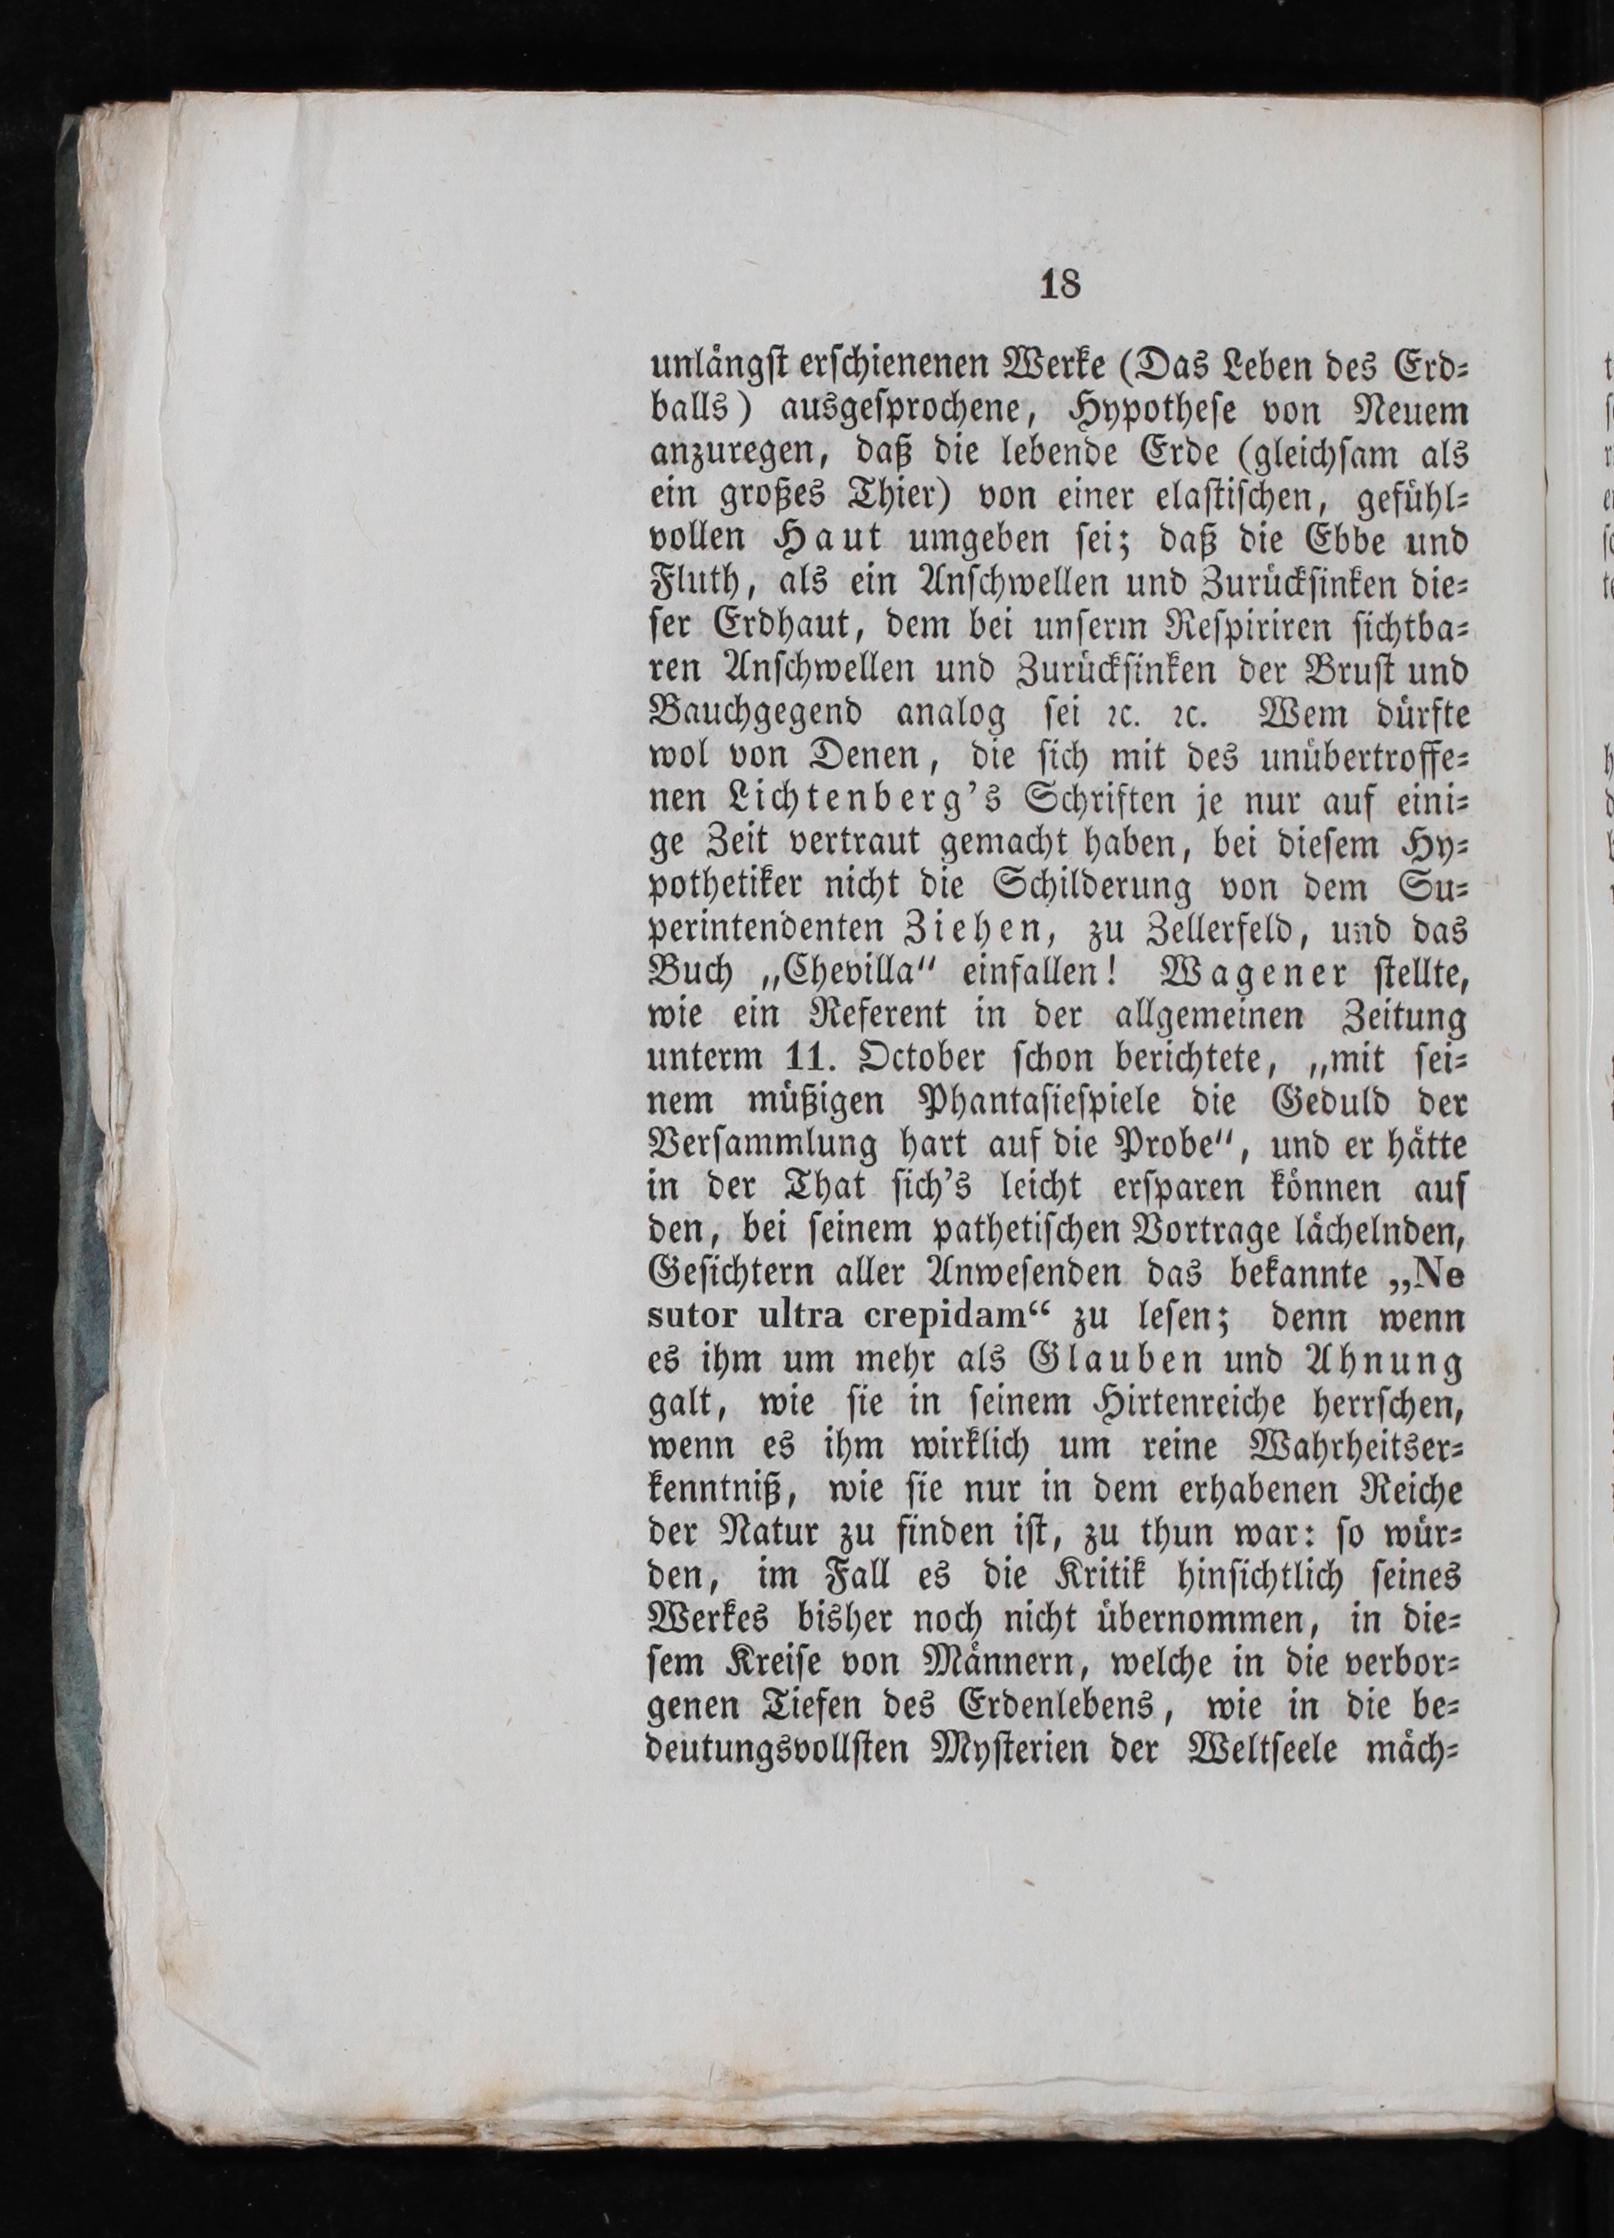 18
unlängſt erſchienenen Werke (Das Leben des Erd⸗
balls) ausgeſprochene, Hypotheſe von Neuem
anzuregen, daß die lebende Erde (gleichſam als
ein großes Thier) von einer elaſtiſchen, gefühl⸗
vollen Haut umgeben ſei; daß die Ebbe und
Fluth, als ein Anſchwellen und Zurückſinken die⸗
ſer Erdhaut, dem bei unſerm Reſpiriren ſichtba⸗
ren Anſchwellen und Zurückſinken der Bruſt und
Bauchgegend analog ſei ꝛc. ꝛc. Wem dürfte
wol von Denen, die ſich mit des unübertroffe⸗
nen Lichtenberg's Schriften je nur auf eini⸗
ge Zeit vertraut gemacht haben, bei dieſem Hy⸗
pothetiker nicht die Schilderung von dem Su⸗
perintendenten Ziehen, zu Zellerfeld, und das
Buch „Chevilla“ einfallen! Wagener ſtellte,
wie ein Referent in der allgemeinen Zeitung
unterm 11. October ſchon berichtete, „mit ſei⸗
nem müßigen Phantaſieſpiele die Geduld der
Verſammlung hart auf die Probe“, und er hätte
in der That ſich's leicht erſparen können auf
den, bei ſeinem pathetiſchen Vortrage lächelnden,
Geſichtern aller Anweſenden das bekannte „Ne
sutor ultra crepidam“ zu leſen; denn wenn
es ihm um mehr als Glauben und Ahnung
galt, wie ſie in ſeinem Hirtenreiche herrſchen,
wenn es ihm wirklich um reine Wahrheitser⸗
kenntniß, wie ſie nur in dem erhabenen Reiche
der Natur zu finden iſt, zu thun war: ſo wür⸗
den, im Fall es die Kritik hinſichtlich ſeines
Werkes bisher noch nicht übernommen, in die⸗
ſem Kreiſe von Männern, welche in die verbor⸗
genen Tiefen des Erdenlebens, wie in die be⸗
deutungsvollſten Myſterien der Weltſeele mäch⸗